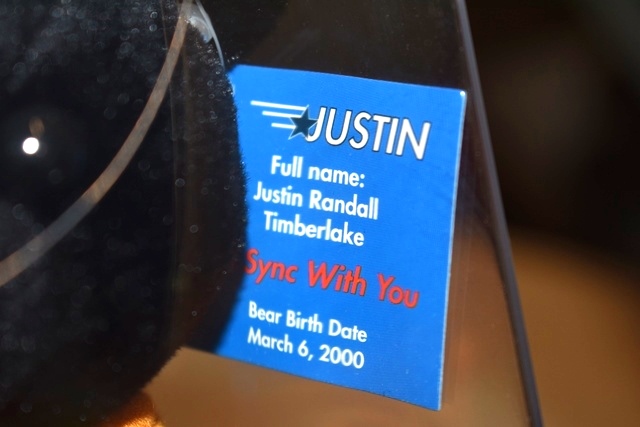 JUSTIN
Full name:
Justin Randall
Timberlake
Sync With You
Bear Birth Date
March 6, 2000